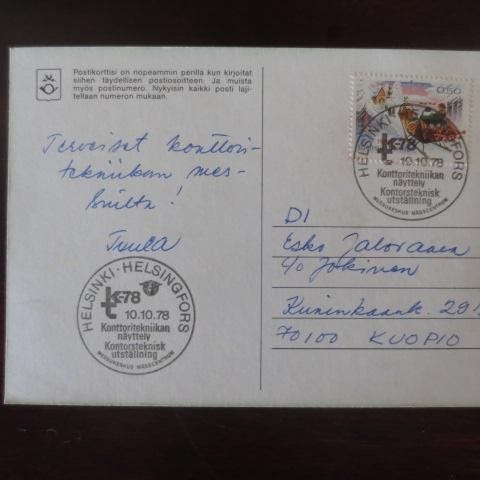 Postikorttisi on nopeammin perillä kun kirjoitat
siihen täydellisen postiosoitteen. Ja muista
myös postinumero. Nykyisin kaikki posti laji-
tellaan numeron mukaan.
0,50
HELSINKI HELSINGFORS
tk-78
10.10.78
Konttoritekniikan
näyttely
Kontorsteknisk
utställning
MESSUKESKUS MÄSSCENTRUM
Terveiset konttori-
tekniikan mes-
suilta!
Tuula
HELSINKI · HELSINGFORS
tk-78
10.10.78
Konttoritekniikan
näyttely
Kontorsteknisk
utställning
MESSUKESKUS MÄSSCENTRUM
DI
Esko
c/o Jokinen
29
70100 KUOPIO